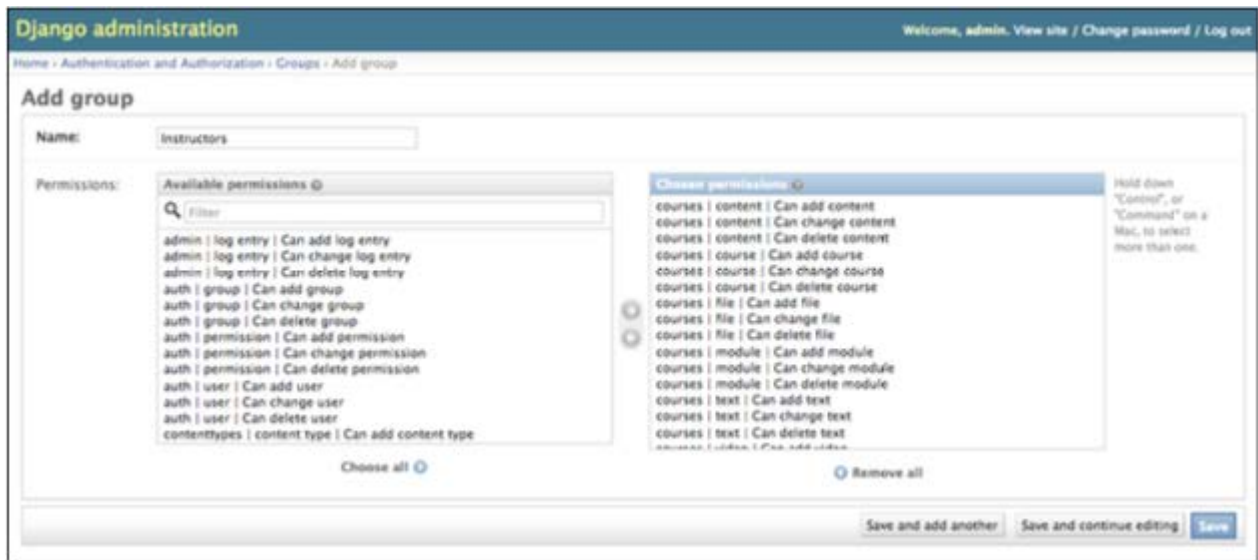 Django administration
Welcome, admin. View site / Change password / Log out
Home › Authentication and Authorization › Groups › Add group
Add group
Name:
Instructors
Permissions:
Available permissions
Filter
admin | log entry | Can add log entry
admin | log entry | Can change log entry
admin | log entry | Can delete log entry
auth | group | Can add group
auth | group | Can change group
auth | group | Can delete group
auth | permission | Can add permission
auth | permission | Can change permission
auth | permission | Can delete permission
auth | user | Can add user
auth | user | Can change user
auth | user | Can delete user
contenttypes | content type | Can add content type
Choose all
Chosen permissions
courses | content | Can add content
courses | content | Can change content
courses | content | Can delete content
courses | course | Can add course
courses | course | Can change course
courses | course | Can delete course
courses | file | Can add file
courses | file | Can change file
courses | file | Can delete file
courses | module | Can add module
courses | module | Can change module
courses | module | Can delete module
courses | text | Can add text
courses | text | Can change text
courses | text | Can delete text
courses | video | Can add video
Remove all
Hold down
"Control", or
"Command" on a
Mac, to select
more than one.
Save and add another
Save and continue editing
Save